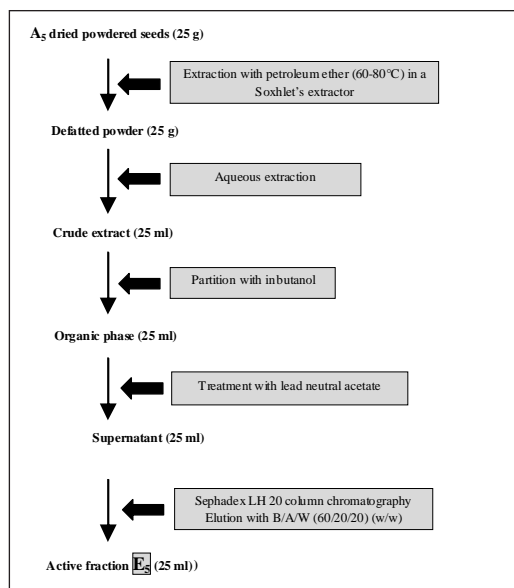 A5 dried powdered seeds (25 g)
Extraction with petroleum ether (60-80°C) in a
Soxhlet's extractor
Defatted powder (25 g)
Aqueous extraction
Crude extract (25 ml)
Partition with inbutanol
Organic phase (25 ml)
Treatment with lead neutral acetate
Supernatant (25 ml)
Sephadex LH 20 column chromatography
Elution with B/A/W (60/20/20) (w/w)
Active fraction E5 (25 ml))